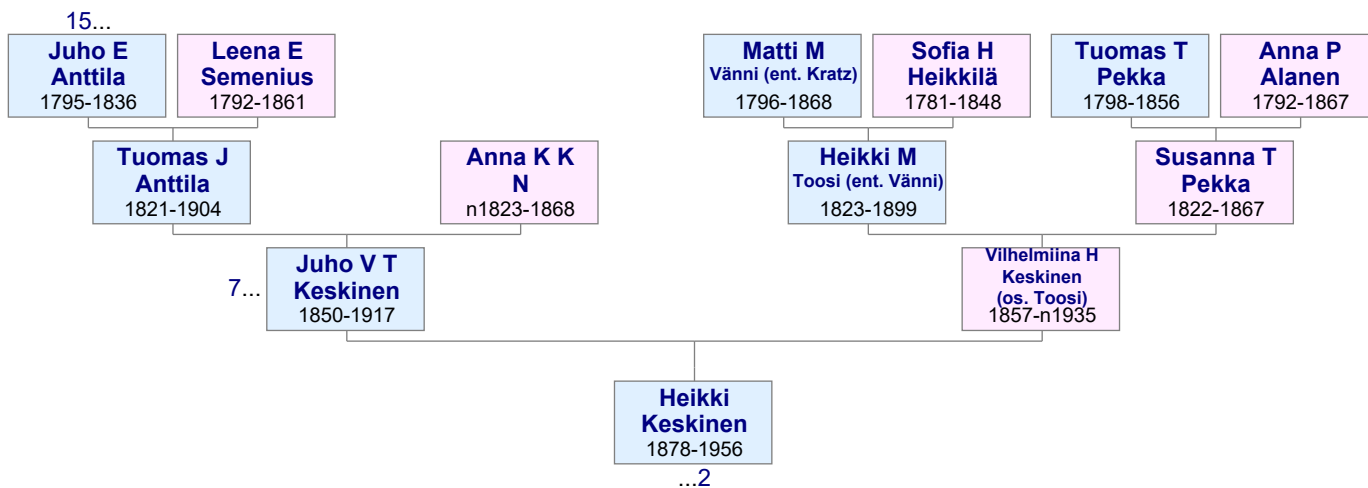 15...
Juho E
Anttila
1795-1836
Leena E
Semenius
1792-1861
Matti M
Vänni (ent. Kratz)
1796-1868
Sofia H
Heikkilä
1781-1848
Tuomas T
Pekka
1798-1856
Anna P
Alanen
1792-1867
Tuomas J
Anttila
1821-1904
Anna K K
N
n1823-1868
Heikki M
Toosi (ent. Vänni)
1823-1899
Susanna T
Pekka
1822-1867
7...
Juho V T
Keskinen
1850-1917
Vilhelmiina H
Keskinen
(os. Toosi)
1857-n1935
Heikki
Keskinen
1878-1956
...2